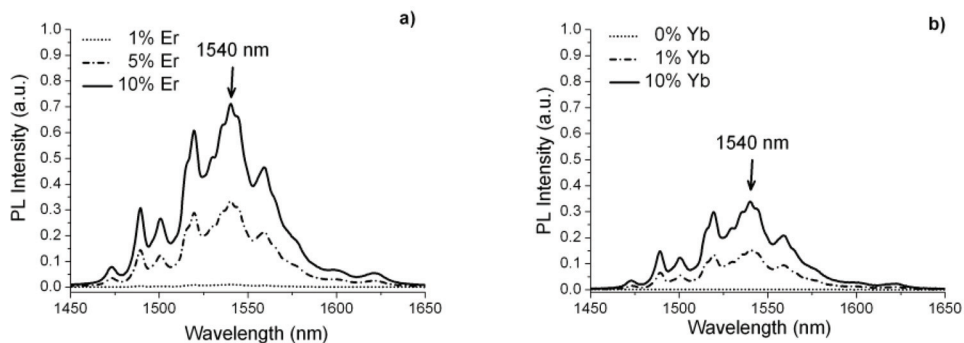 a)
1% Er
5% Er
10% Er
1540 nm
1.0
0.9
0.8
0.7
0.6
0.5
0.4
0.3
0.2
0.1
0.0
PL Intensity (a.u.)
1450 1500 1550 1600 1650
Wavelength (nm)
b)
0% Yb
1% Yb
10% Yb
1540 nm
1.0
0.9
0.8
0.7
0.6
0.5
0.4
0.3
0.2
0.1
0.0
PL Intensity (a.u.)
1450 1500 1550 1600 1650
Wavelength (nm)